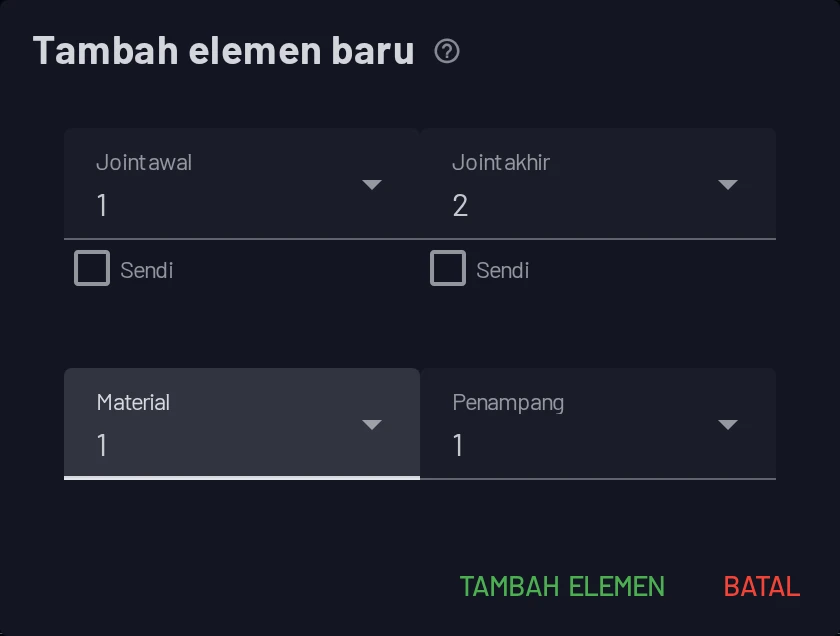 Tambah elemen baru
Joint awal
1
Joint akhir
2
Sendi
Sendi
Material
1
Penampang
1
TAMBAH ELEMEN
BATAL